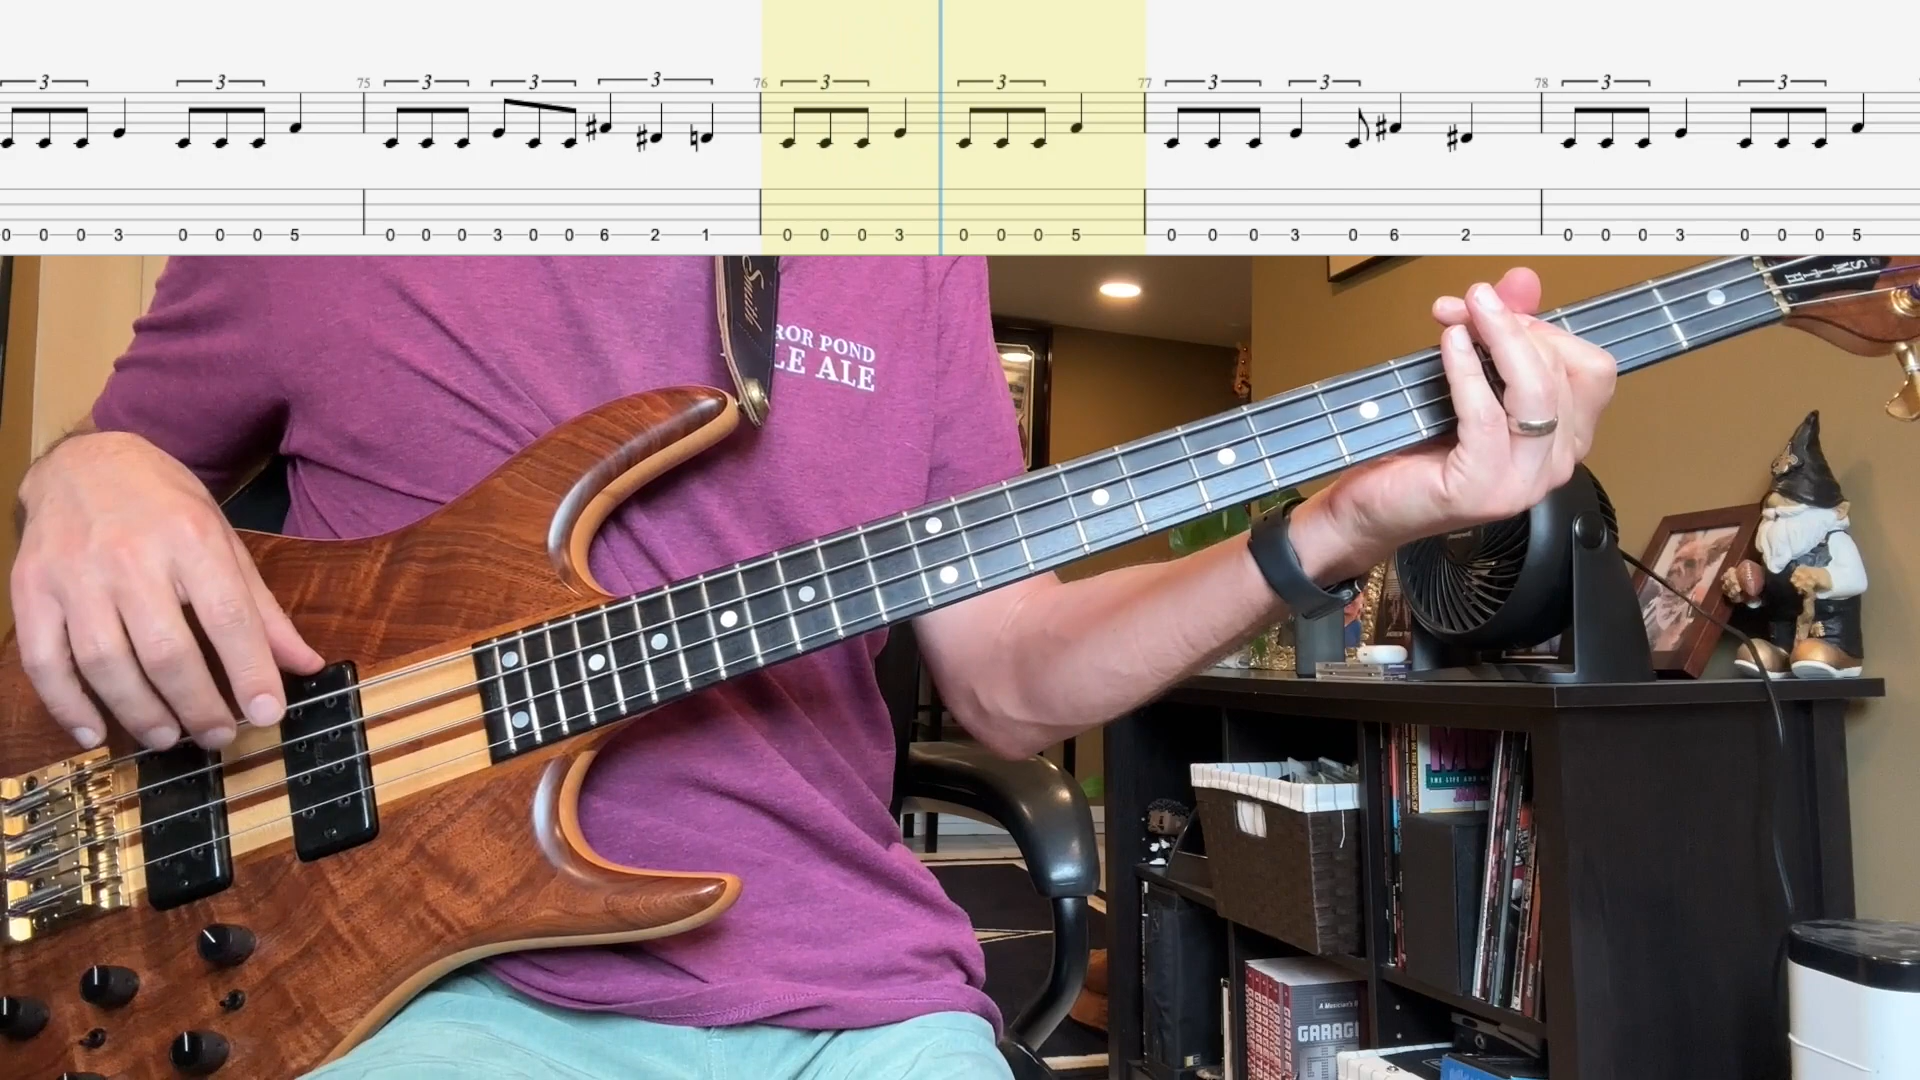 3 3 75 3 3 3 76 3 3 77 3 3 78 3 3
0 0 0 3 0 0 0 5 0 0 0 3 0 0 6 2 1 0 0 0 3 0 0 0 5 0 0 0 3 0 6 2 0 0 0 3 0 0 0 5
Smith
SMITH
ROR POND
LE ALE
GARAG